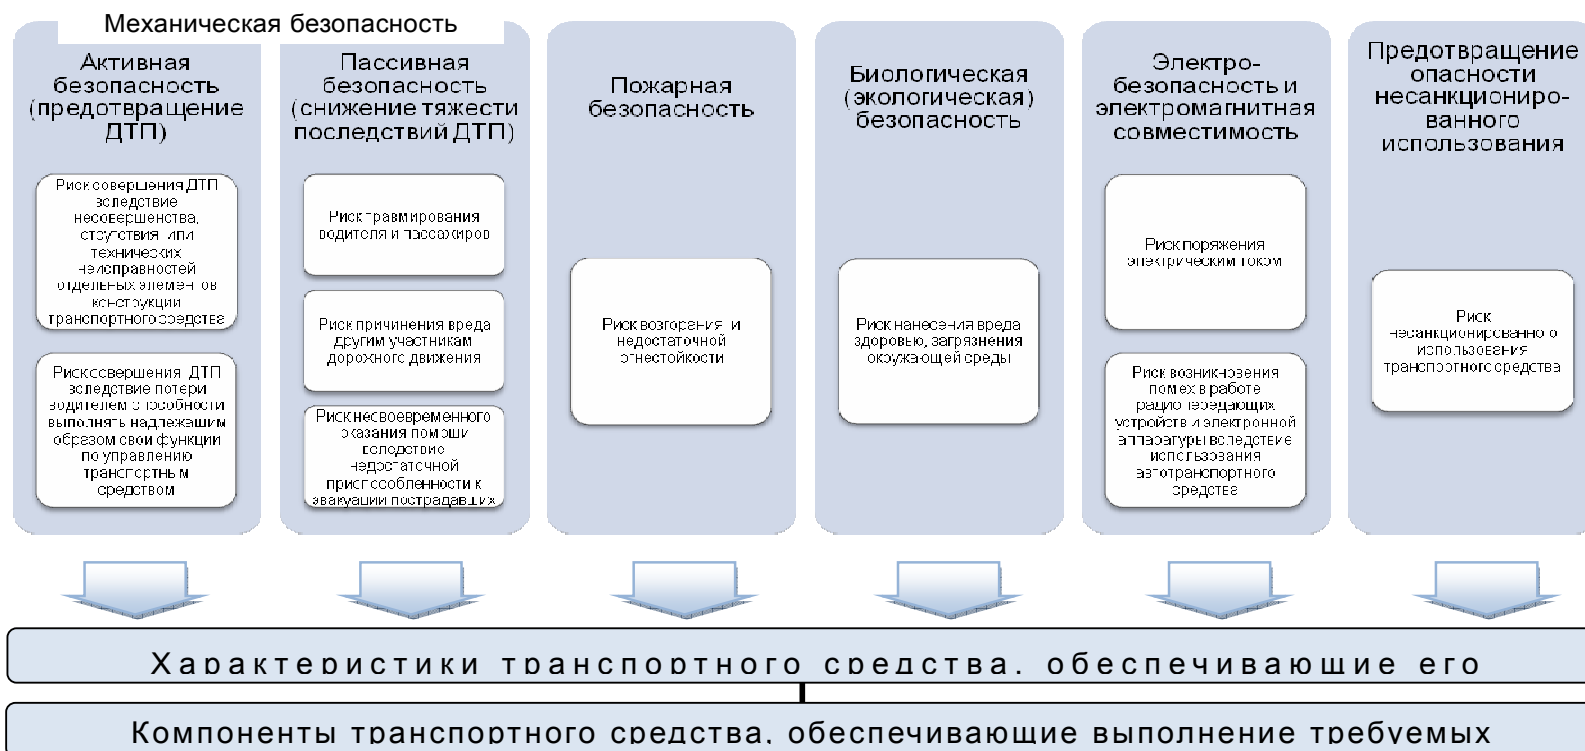 Механическая безопасность
Активная
безопасность
(предотвращение
ДТП)
Риск совершения ДТП
вследствие
несовершенства,
отсутствия или
технических
неисправностей
отдельных элементов
конструкции
транспортного средства
Риск совершения ДТП
вследствие потери
водителем способности
выполнять надлежащим
образом свои функции
по управлению
транспортным
средством
Пассивная
безопасность
(снижение тяжести
последствий ДТП)
Риск травмирования
водителя и пассажиров
Риск причинения вреда
другим участникам
дорожного движения
Риск несвоевременного
оказания помощи
вследствие
недостаточной
приспособленности к
эвакуации пострадавших
Пожарная
безопасность
Риск возгорания и
недостаточной
огнестойкости
Биологическая
(экологическая)
безопасность
Риск нанесения вреда
здоровью, загрязнения
окружающей среды
Электро-
безопасность и
электромагнитная
совместимость
Риск поряжения
электрическим током
Риск возникновения
помех в работе
радиопередающих
устройств и электронной
аппаратуры вследствие
использования
автотранспортного
средства
Предотвращение
опасности
несанкциониро-
ванного
использования
Риск
несанкционированного
использования
транспортного средства
Характеристики транспортного средства, обеспечивающие его
Компоненты транспортного средства, обеспечивающие выполнение требуемых